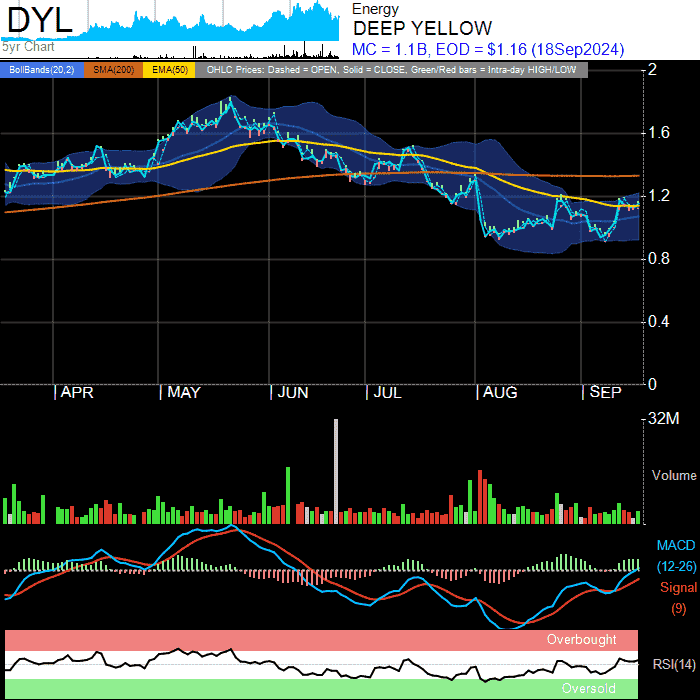 DYL
5yr Chart
Energy
DEEP YELLOW
MC = 1.1B, EOD = $1.16 (18Sep2024)
BollBands(20,2) SMA(200) EMA(50) OHLC Prices: Dashed = OPEN, Solid = CLOSE, Green/Red bars = Intra-day HIGH/LOW
2
1.6
1.2
0.8
0.4
0
APR MAY JUN JUL AUG SEP
32M
Volume
MACD
(12-26)
Signal
(9)
Overbought
RSI(14)
Oversold